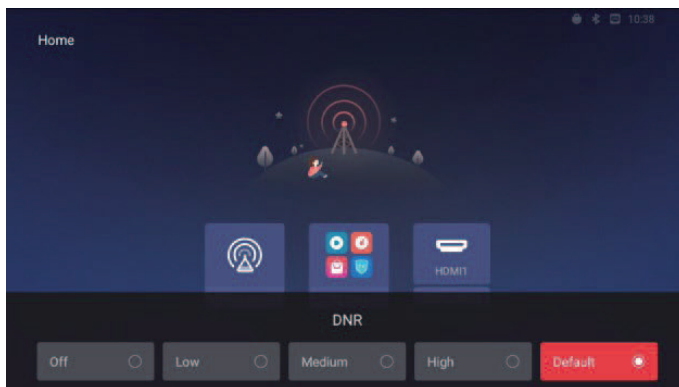 10:38
Home
HDMI1
DNR
Off Low Medium High Default